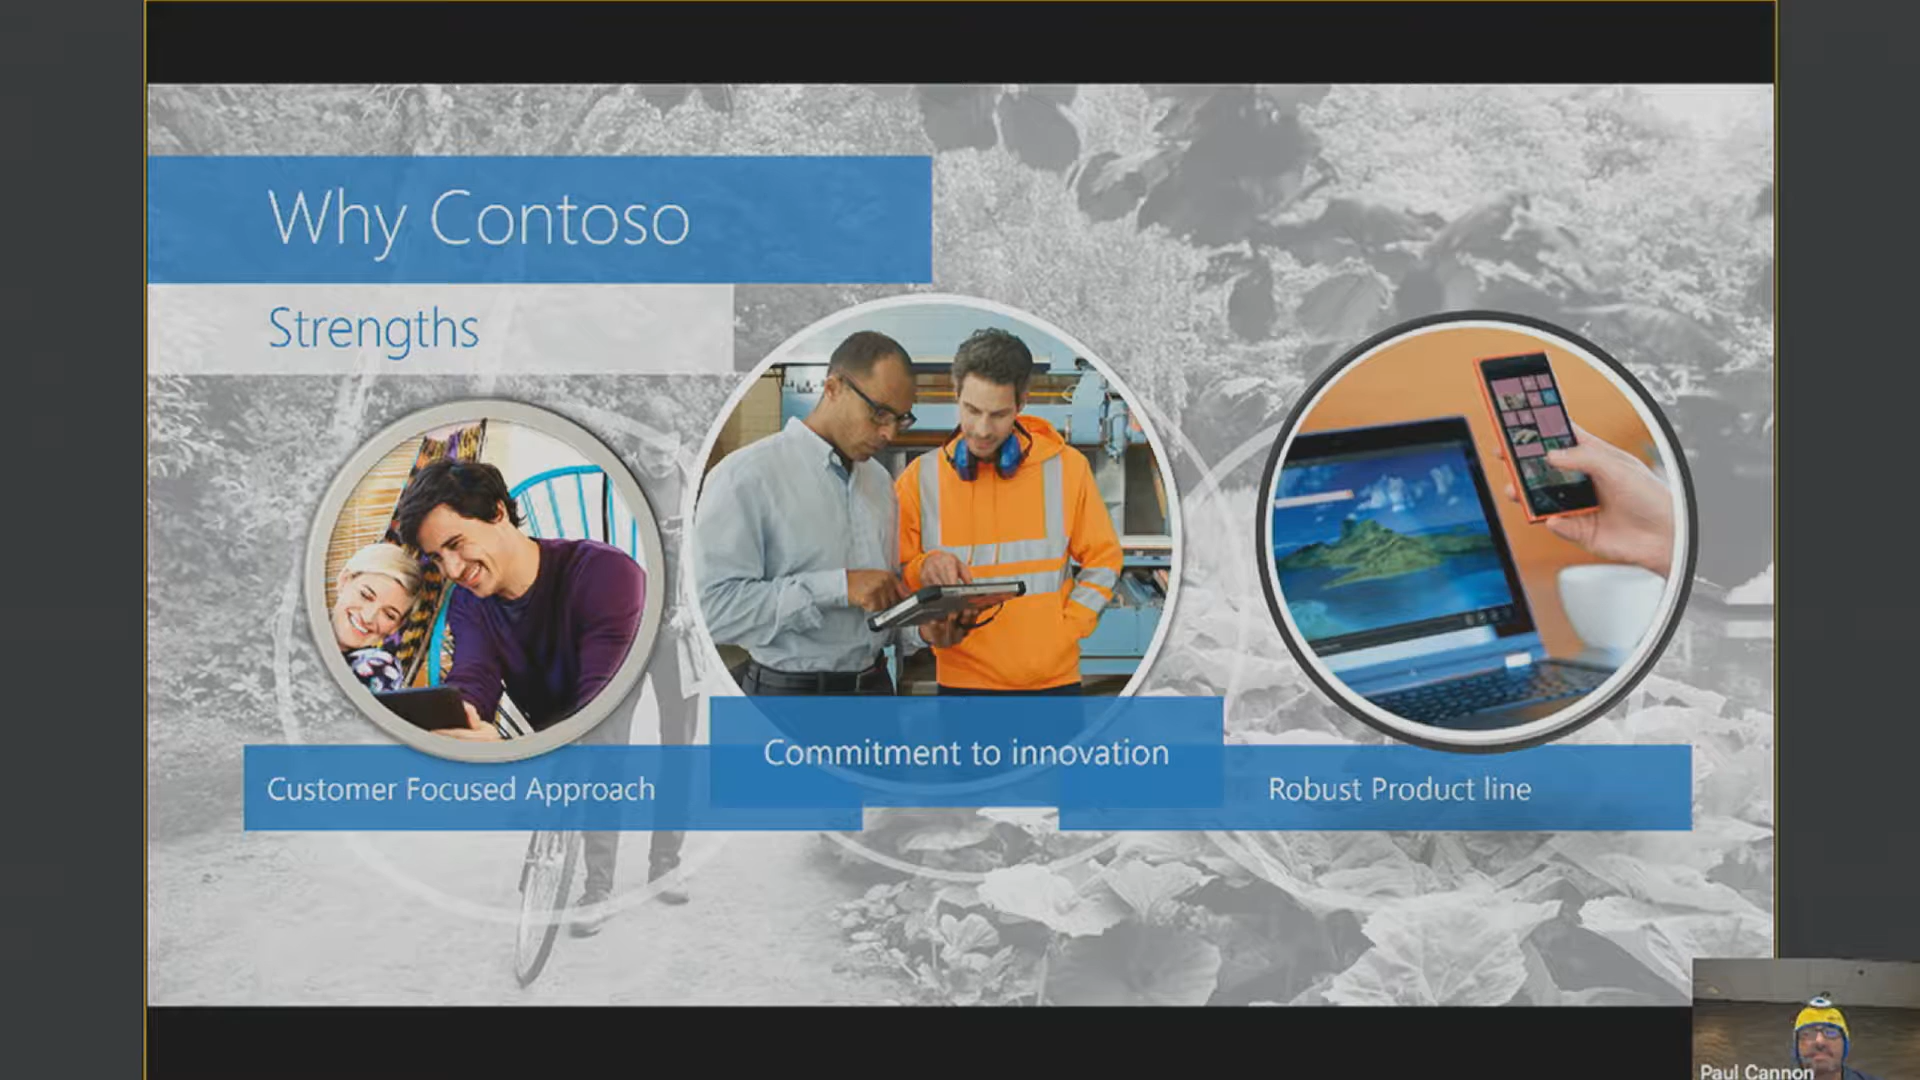 Why Contoso
Strengths
Customer Focused Approach
Commitment to innovation
Robust Product line
Paul Cannon